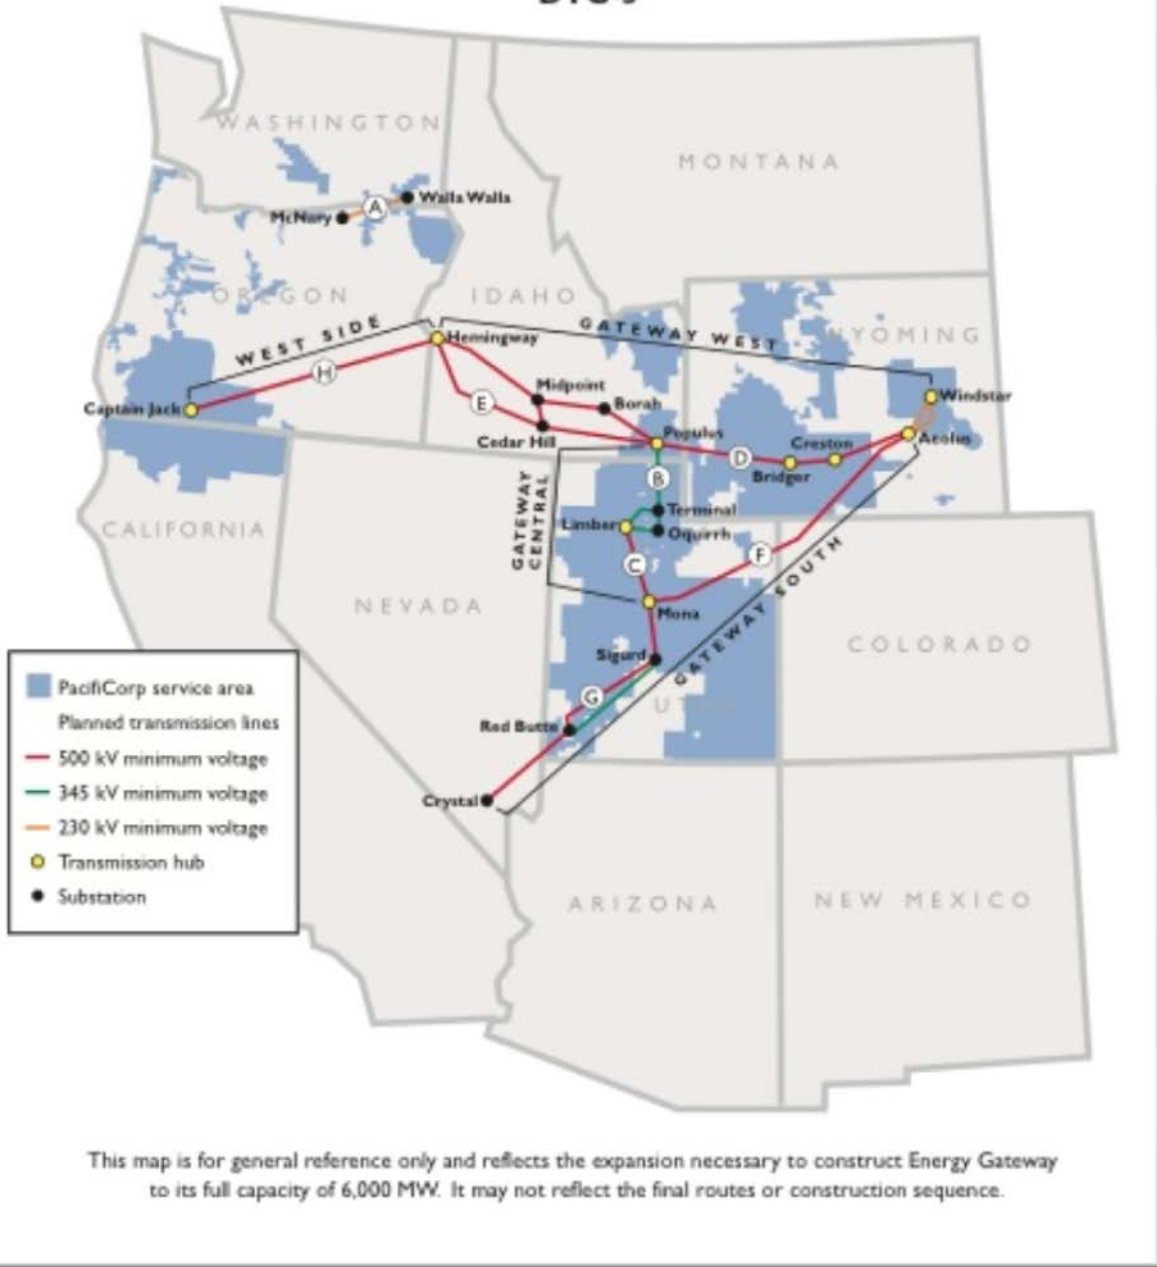 WASHINGTON
MONTANA
Walla Walla
A
McNary
OREGON
IDAHO
WYOMING
WEST SIDE
GATEWAY WEST
Hemingway
H
E
Midpoint
Borah
Windstar
Captain Jack
Cedar Hill
Populus
Creston
Aeolus
D
Bridger
B
GATEWAY
CENTRAL
Terminal
Limber
Oquirrh
CALIFORNIA
C
F
GATEWAY SOUTH
NEVADA
Mona
COLORADO
Sigurd
G
UTAH
Red Butte
Crystal
PacifiCorp service area
Planned transmission lines
500 kV minimum voltage
345 kV minimum voltage
230 kV minimum voltage
Transmission hub
Substation
ARIZONA
NEW MEXICO
This map is for general reference only and reflects the expansion necessary to construct Energy Gateway
to its full capacity of 6,000 MW. It may not reflect the final routes or construction sequence.